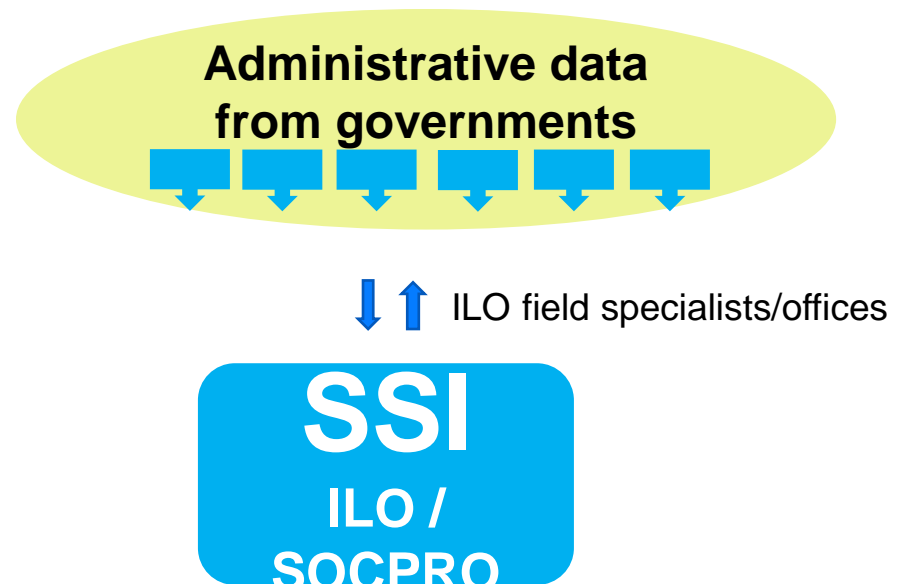 Administrative data
from governments
ILO field specialists/offices
SSI
ILO /
SOCPRO